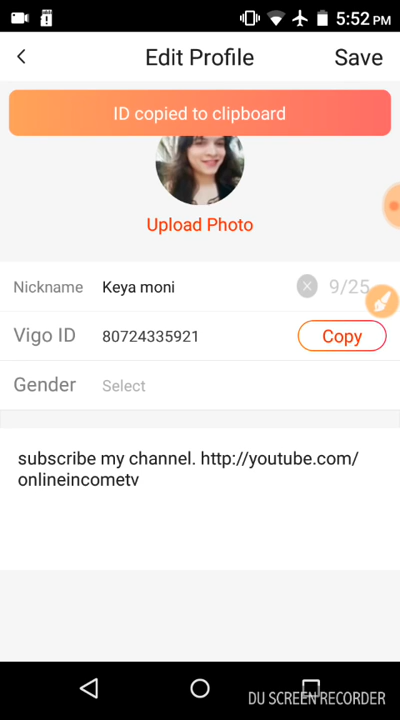 5:52 PM
Edit Profile Save
ID copied to clipboard
Upload Photo
Nickname Keya moni 9/25
Vigo ID 80724335921 Copy
Gender Select
subscribe my channel. http://youtube.com/
onlineincometv
DU SCREEN RECORDER